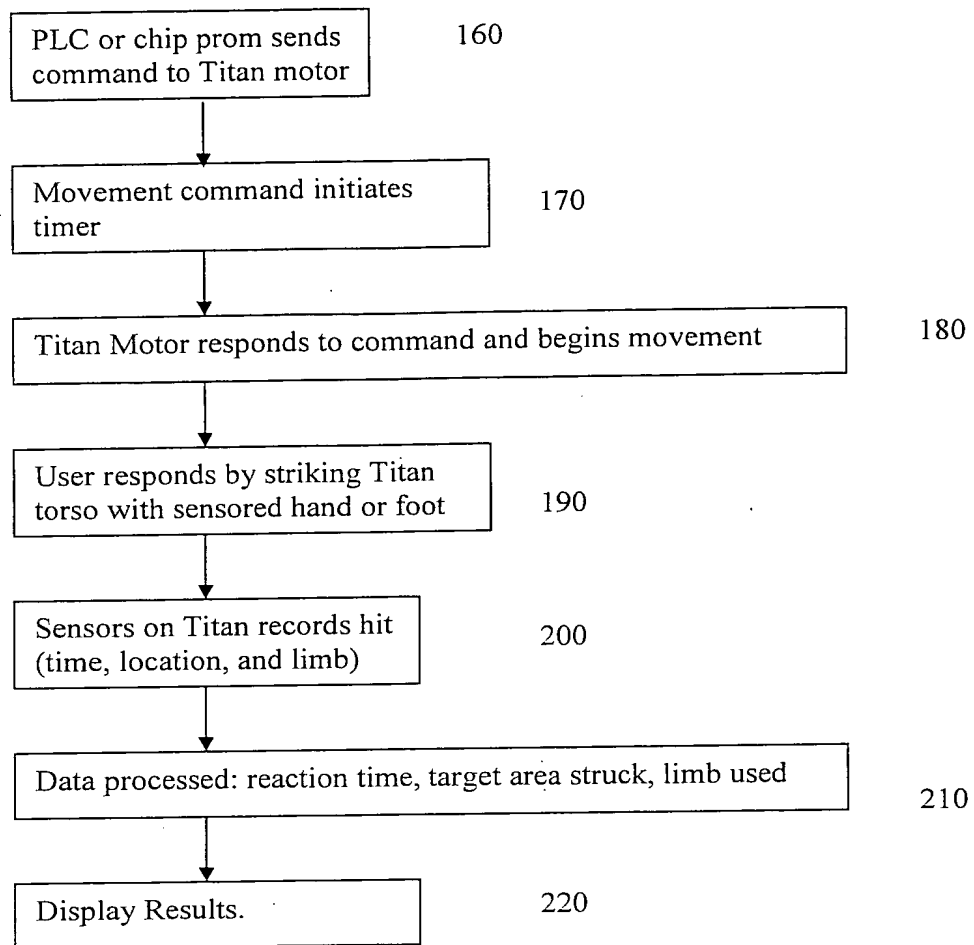 PLC or chip prom sends
command to Titan motor
160
Movement command initiates
timer
170
Titan Motor responds to command and begins movement
180
User responds by striking Titan
torso with sensored hand or foot
190
Sensors on Titan records hit
(time, location, and limb)
200
Data processed: reaction time, target area struck, limb used
210
Display Results.
220